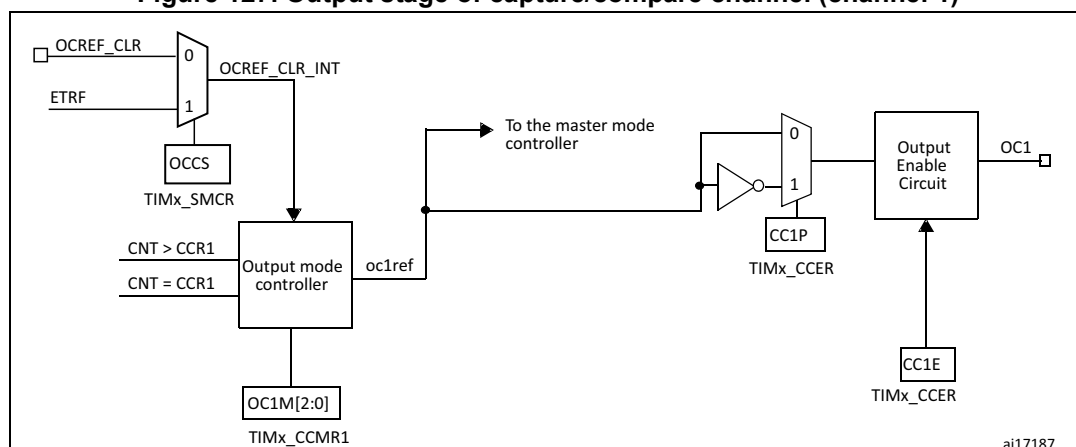 Figure 127. Output stage of capture/compare channel (channel 1)
OCREF_CLR
0
OCREF_CLR_INT
ETRF
1
OCCS
TIMx_SMCR
To the master mode
controller
0
1
Output
Enable
Circuit
OC1
CC1P
TIMx_CCER
CNT > CCR1
CNT = CCR1
Output mode
controller
oc1ref
CC1E
TIMx_CCER
OC1M[2:0]
TIMx_CCMR1
ai17187